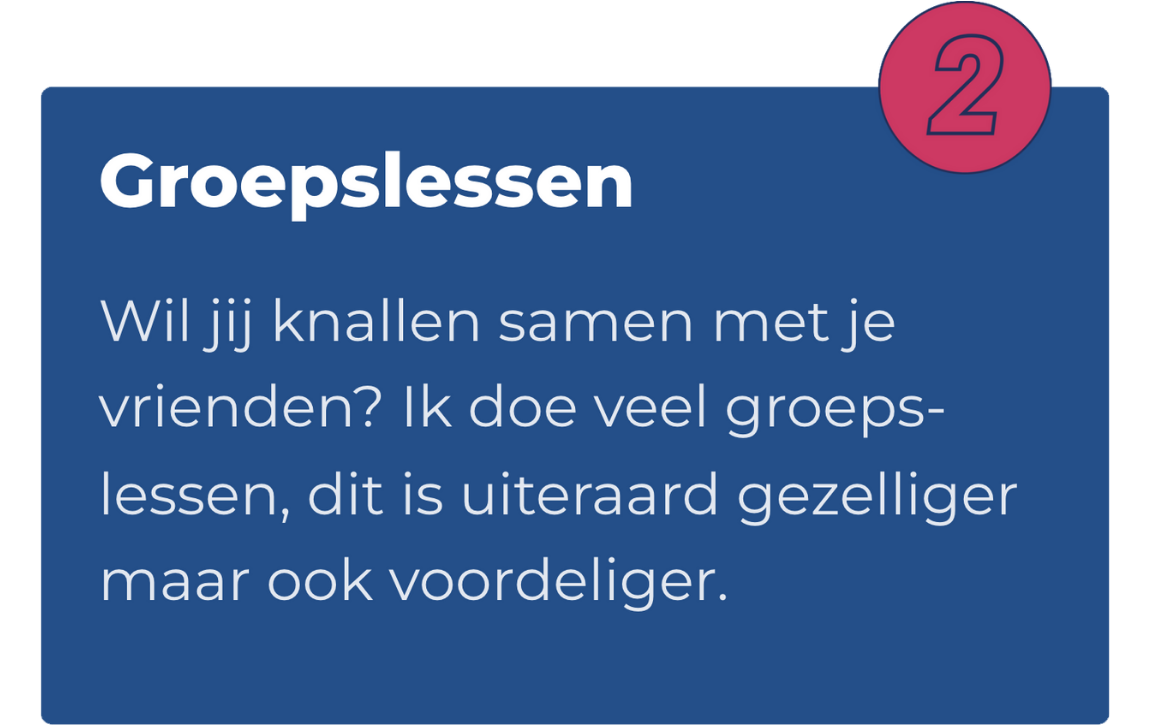 2
Groepslessen
Wil jij knallen samen met je
vrienden? Ik doe veel groeps-
lessen, dit is uiteraard gezelliger
maar ook voordeliger.